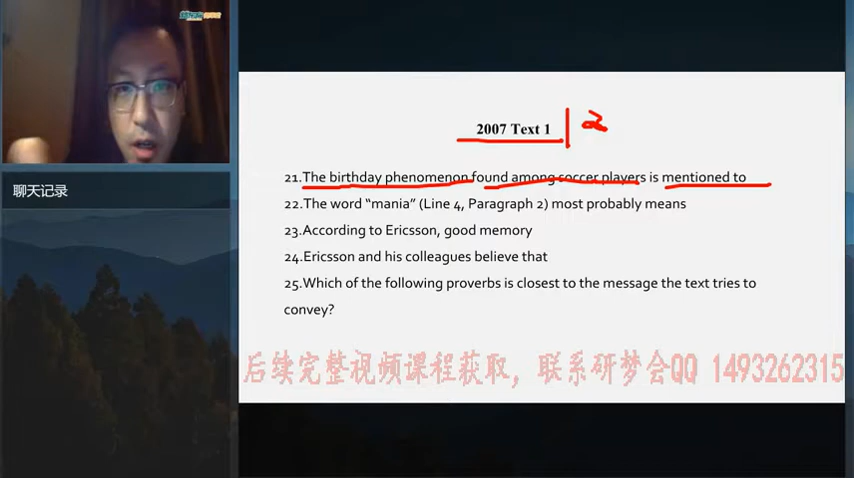 聊天记录
2007 Text 1
2
21.The birthday phenomenon found among soccer players is mentioned to
22.The word “mania” (Line 4, Paragraph 2) most probably means
23.According to Ericsson, good memory
24.Ericsson and his colleagues believe that
25.Which of the following proverbs is closest to the message the text tries to
convey?
后续完整视频课程获取，联系研梦会QQ 1493262315